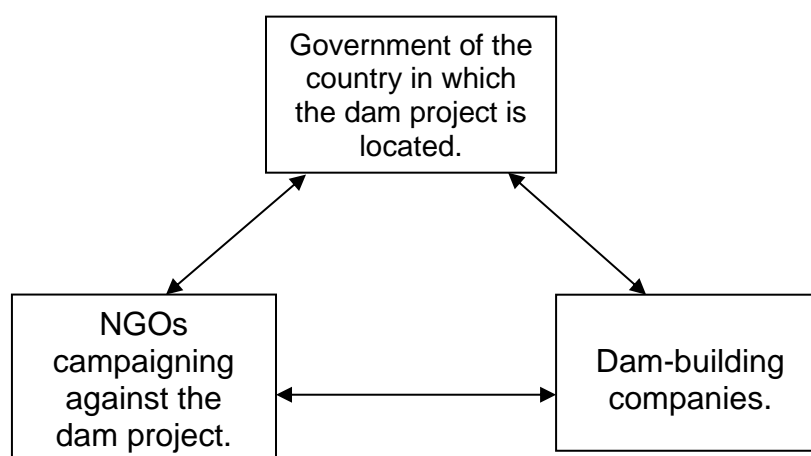 Government of the
country in which
the dam project is
located.
NGOs
campaigning
against the
dam project.
Dam-building
companies.